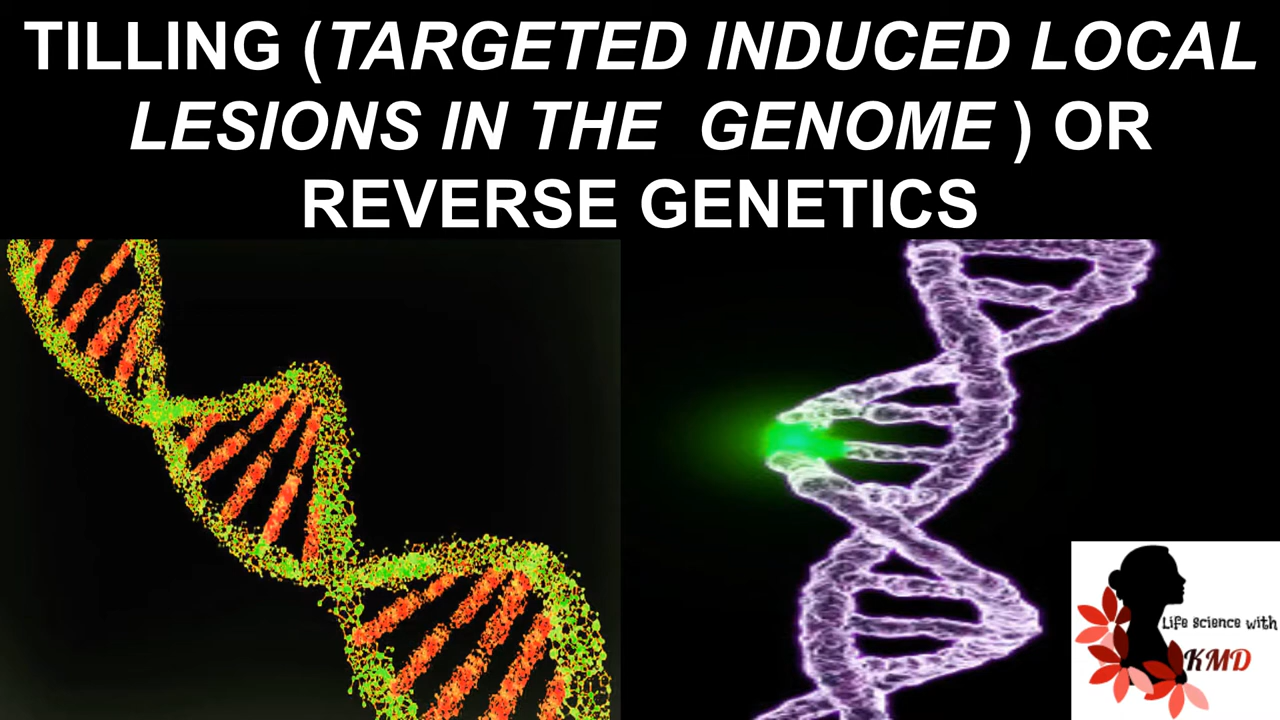 TILLING (TARGETED INDUCED LOCAL
LESIONS IN THE GENOME ) OR
REVERSE GENETICS
Life science with
KMD